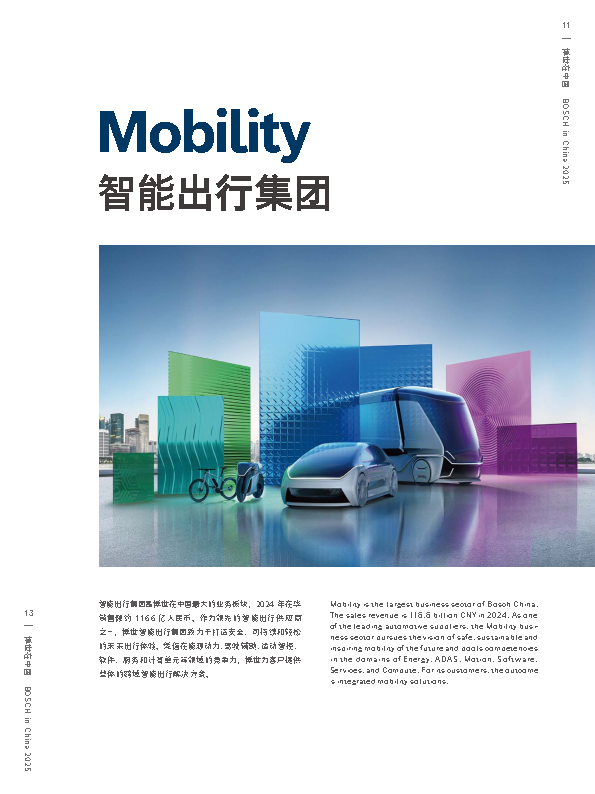 11
博世在中国 BOSCH in China 2025
Mobility
智能出行集团
智能出行集团是博世在中国最大的业务板块，2024 年在华
销售额约 1166 亿人民币。作为领先的智能出行供应商
之一，博世智能出行集团致力于打造安全、可持续和轻松
的未来出行体验。凭借在能源动力、驾驶辅助、运动智控、
软件、服务和计算单元等领域的竞争力，博世为客户提供
整体的跨域智能出行解决方案。
Mobility is the largest business sector of Bosch China.
The sales revenue is 116.6 billion CNY in 2024. As one
of the leading automotive suppliers, the Mobility busi-
ness sector pursues the vision of safe, sustainable and
inspiring mobility of the future and pools competencies
in the domains of Energy, ADAS, Motion, Software,
Services, and Compute. For its customers, the outcome
is integrated mobility solutions.
13
博世在中国 BOSCH in China 2025